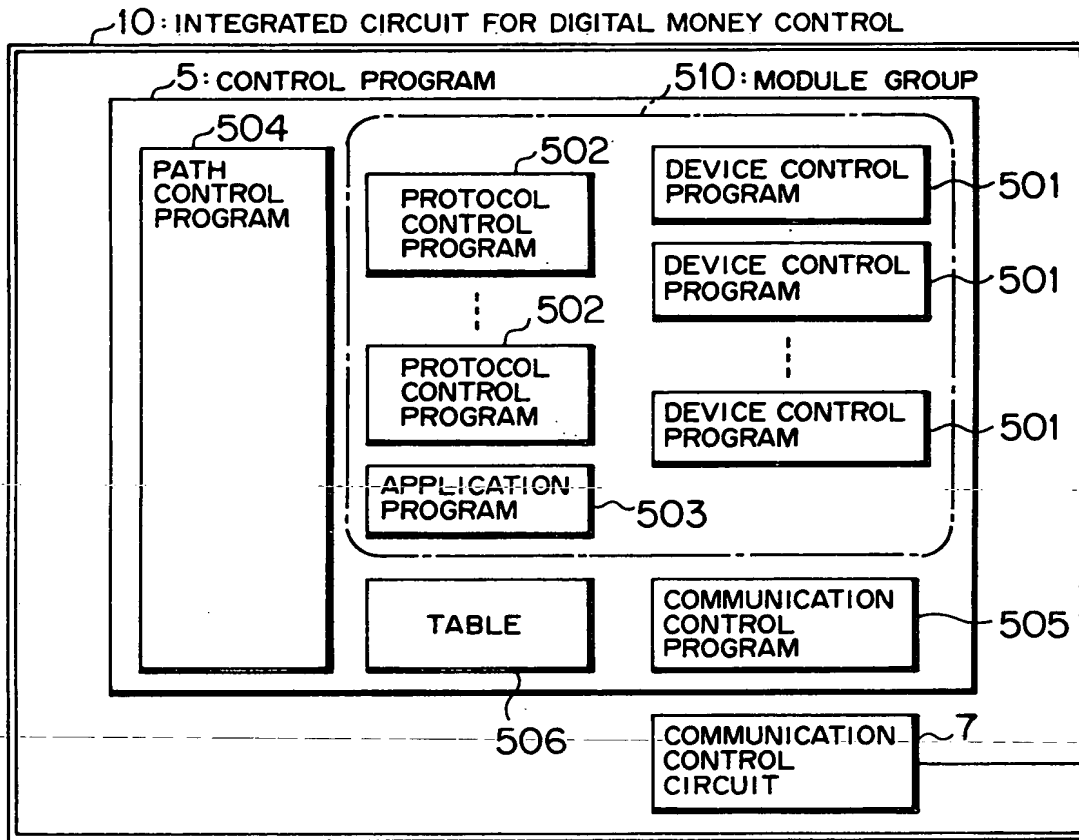 10: INTEGRATED CIRCUIT FOR DIGITAL MONEY CONTROL
5: CONTROL PROGRAM
510: MODULE GROUP
504
PATH
CONTROL
PROGRAM
502
PROTOCOL
CONTROL
PROGRAM
502
PROTOCOL
CONTROL
PROGRAM
APPLICATION
PROGRAM
503
DEVICE CONTROL
PROGRAM
501
DEVICE CONTROL
PROGRAM
501
DEVICE CONTROL
PROGRAM
501
TABLE
506
COMMUNICATION
CONTROL
PROGRAM
505
COMMUNICATION
CONTROL
CIRCUIT
7